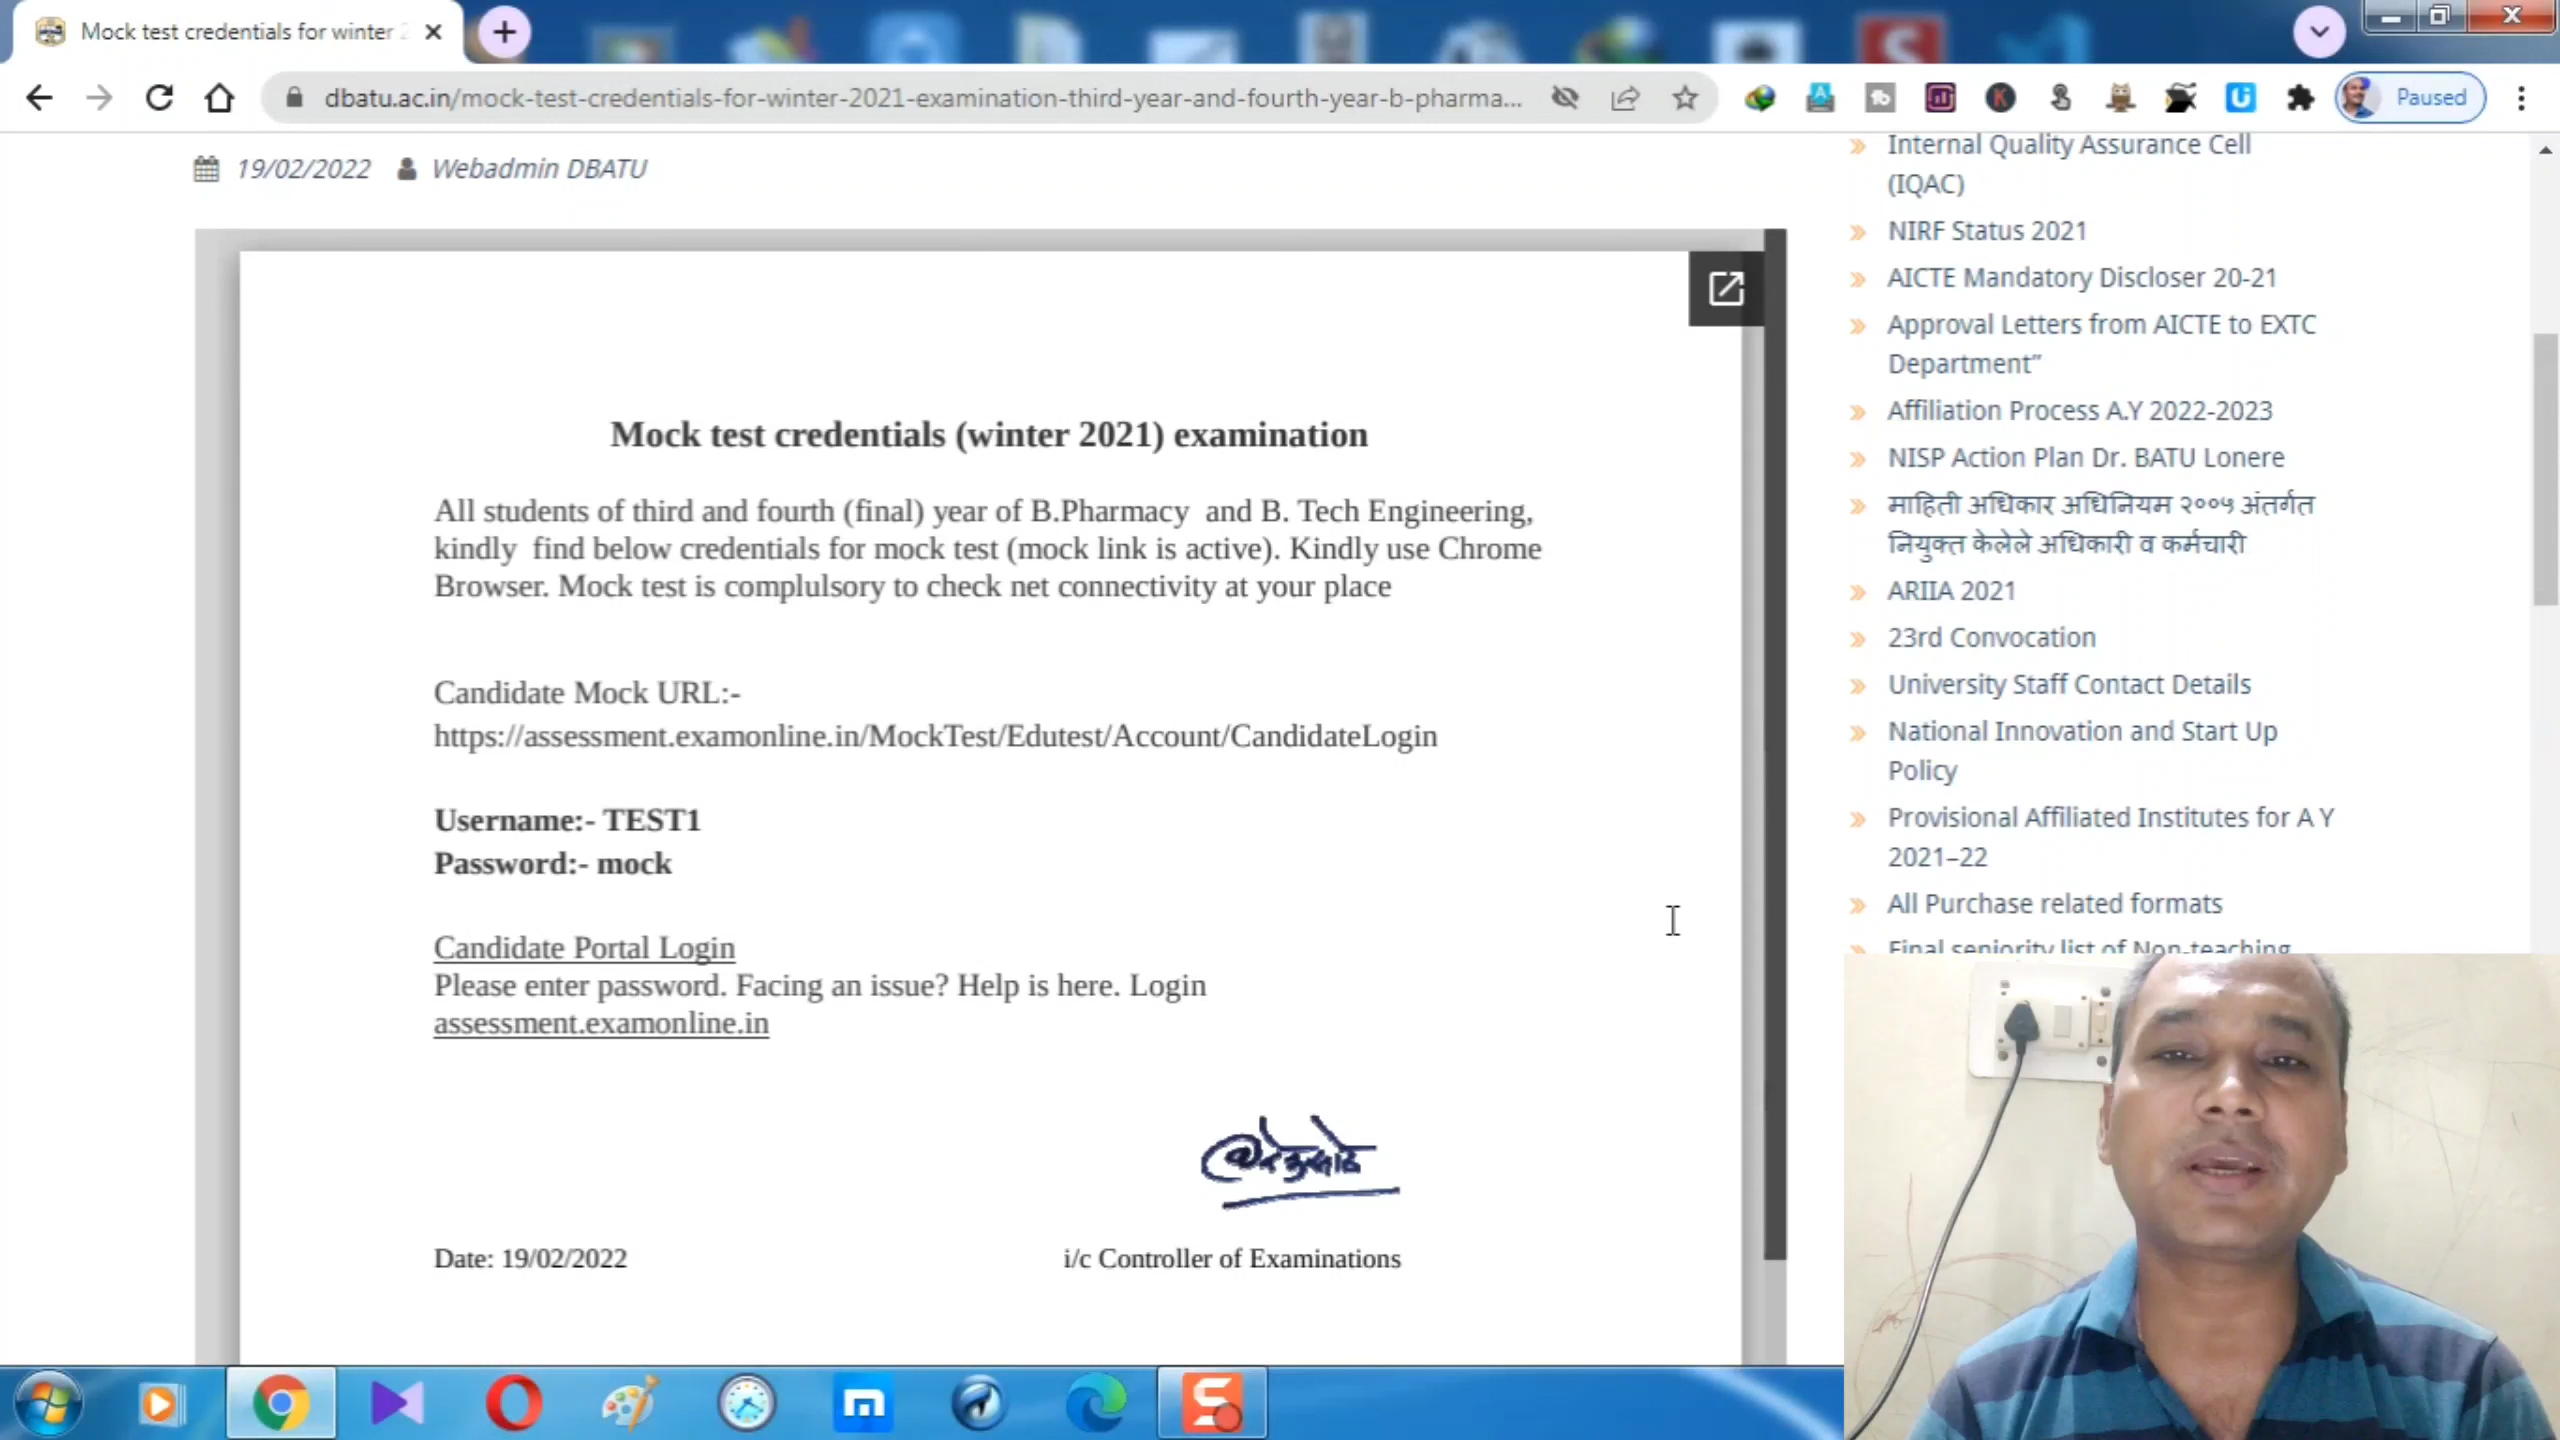 Mock test credentials for winter 2
dbatu.ac.in/mock-test-credentials-for-winter-2021-examination-third-year-and-fourth-year-b-pharma...
Paused
19/02/2022 Webadmin DBATU
Mock test credentials (winter 2021) examination
All students of third and fourth (final) year of B.Pharmacy and B. Tech Engineering,
kindly find below credentials for mock test (mock link is active). Kindly use Chrome
Browser. Mock test is complulsory to check net connectivity at your place
Candidate Mock URL:-
https://assessment.examonline.in/MockTest/Edutest/Account/CandidateLogin
Username:- TEST1
Password:- mock
Candidate Portal Login
Please enter password. Facing an issue? Help is here. Login
assessment.examonline.in
Date: 19/02/2022
i/c Controller of Examinations
Internal Quality Assurance Cell
(IQAC)
NIRF Status 2021
AICTE Mandatory Discloser 20-21
Approval Letters from AICTE to EXTC
Department”
Affiliation Process A.Y 2022-2023
NISP Action Plan Dr. BATU Lonere
माहिती अधिकार अधिनियम २००५ अंतर्गत
नियुक्त केलेले अधिकारी व कर्मचारी
ARIIA 2021
23rd Convocation
University Staff Contact Details
National Innovation and Start Up
Policy
Provisional Affiliated Institutes for A Y
2021–22
All Purchase related formats
Final seniority list of Non-teaching